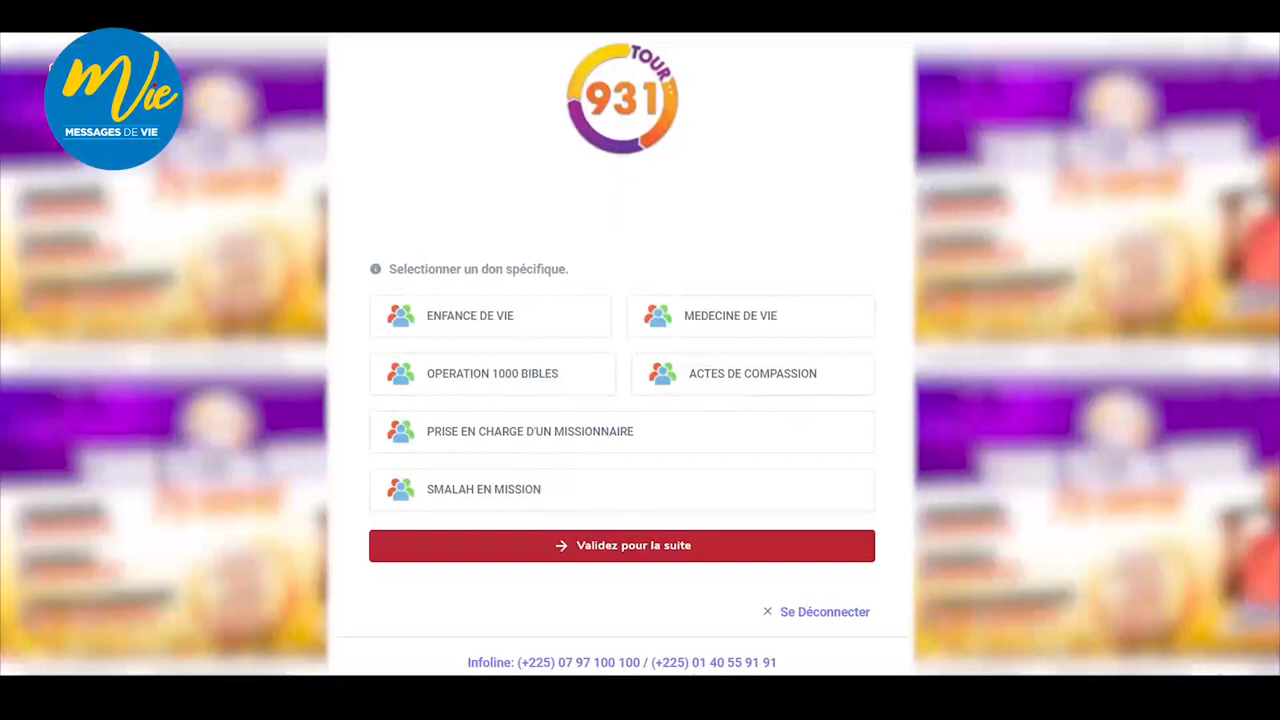 mVie
MESSAGES DE VIE
TOUR
931
Selectionner un don spécifique.
ENFANCE DE VIE
MEDECINE DE VIE
OPERATION 1000 BIBLES
ACTES DE COMPASSION
PRISE EN CHARGE D'UN MISSIONNAIRE
SMALAH EN MISSION
→ Validez pour la suite
× Se Déconnecter
Infoline: (+225) 07 97 100 100 / (+225) 01 40 55 91 91